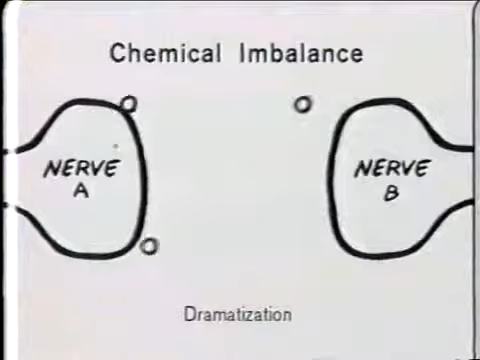 Chemical Imbalance
NERVE
A
NERVE
B
Dramatization